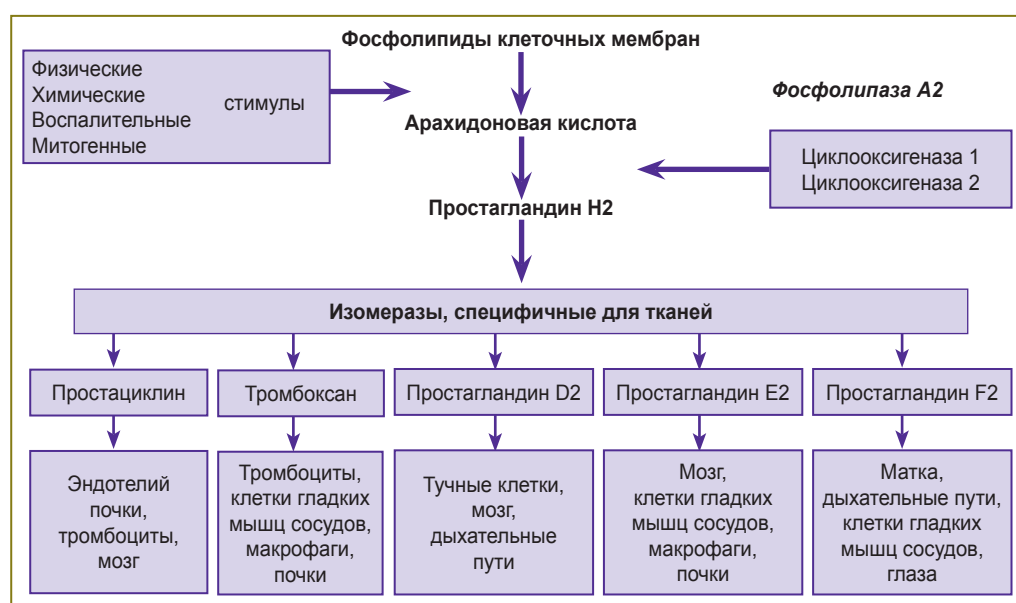 Фосфолипиды клеточных мембран
Физические
Химические
Воспалительные
Митогенные
стимулы
Фосфолипаза А2
Арахидоновая кислота
Циклооксигеназа 1
Циклооксигеназа 2
Простагландин Н2
Изомеразы, специфичные для тканей
Простациклин
Тромбоксан
Простагландин D2
Простагландин Е2
Простагландин F2
Эндотелий
почки,
тромбоциты,
мозг
Тромбоциты,
клетки гладких
мышц сосудов,
макрофаги,
почки
Тучные клетки,
мозг,
дыхательные
пути
Мозг,
клетки гладких
мышц сосудов,
макрофаги,
почки
Матка,
дыхательные пути,
клетки гладких
мышц сосудов,
глаза